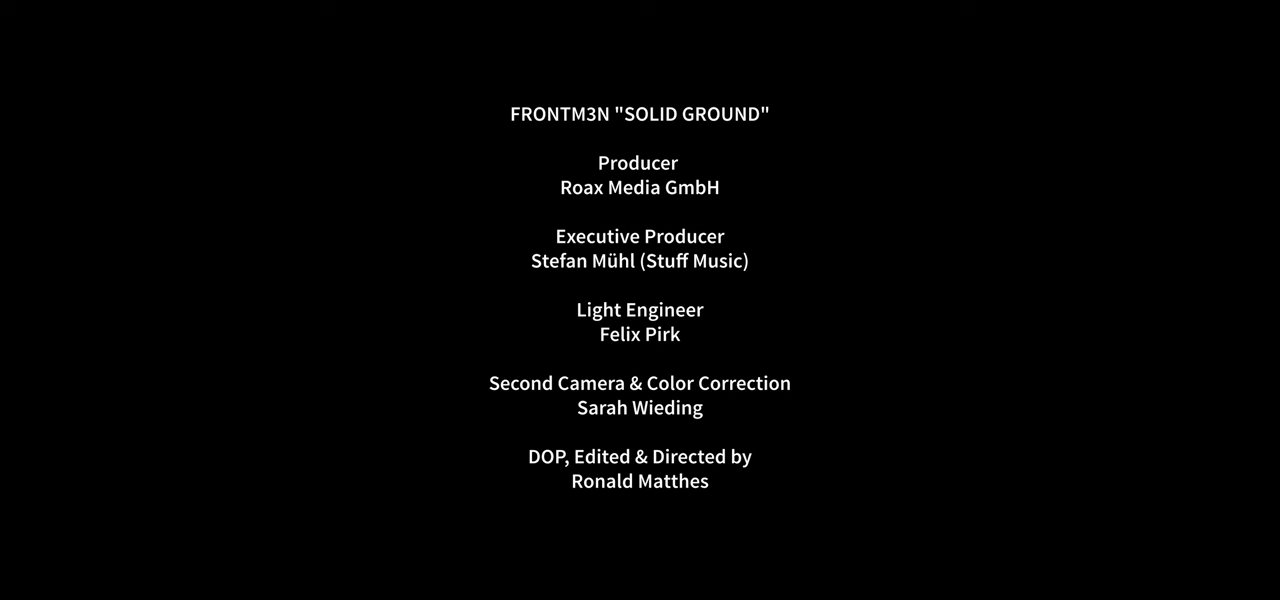 FRONTM3N "SOLID GROUND"
Producer
Roax Media GmbH
Executive Producer
Stefan Mühl (Stuff Music)
Light Engineer
Felix Pirk
Second Camera & Color Correction
Sarah Wieding
DOP, Edited & Directed by
Ronald Matthes